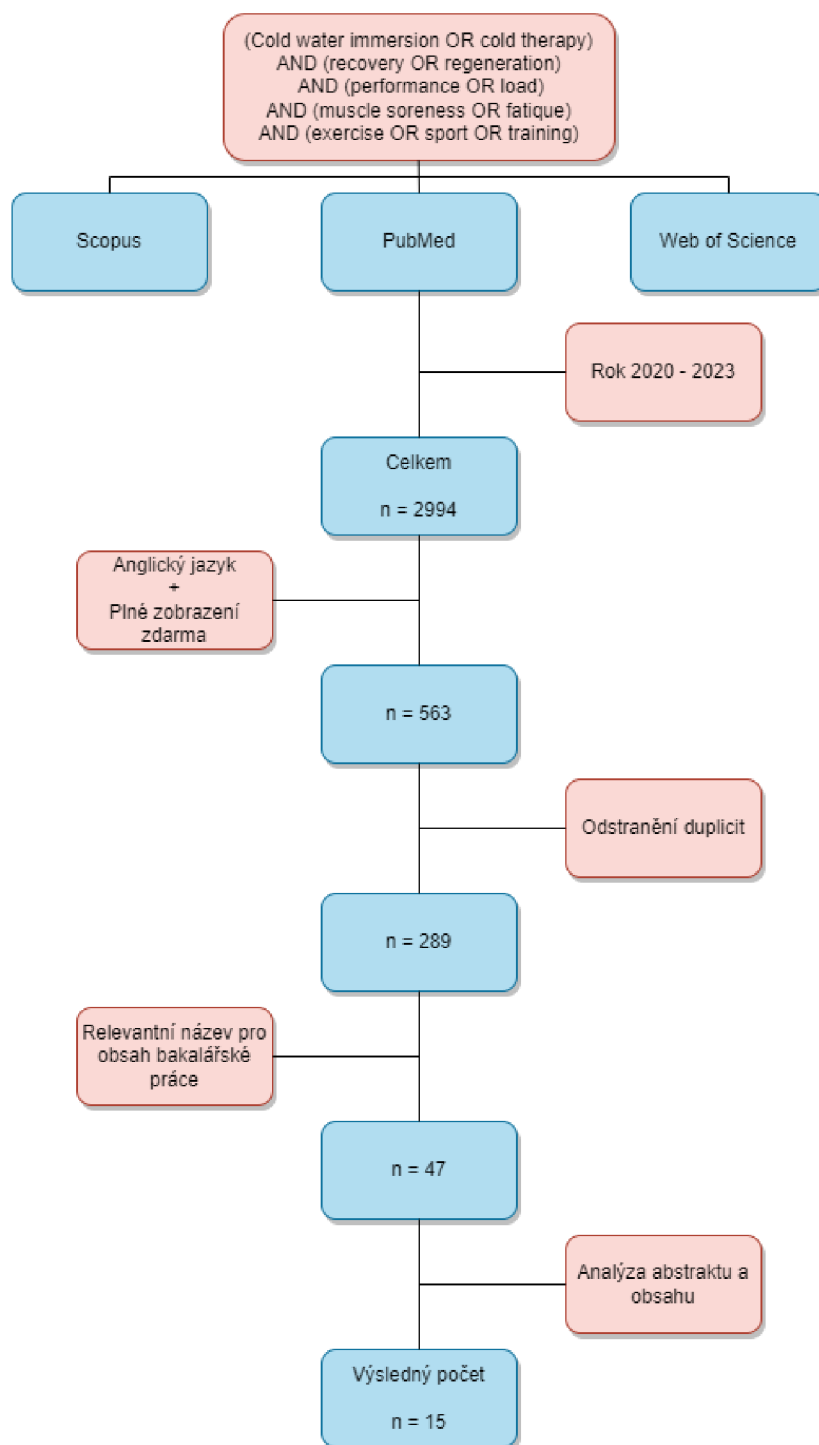 (Cold water immersion OR cold therapy)
AND (recovery OR regeneration)
AND (performance OR load)
AND (muscle soreness OR fatique)
AND (exercise OR sport OR training)
Scopus
PubMed
Web of Science
Rok 2020 - 2023
Celkem
n = 2994
Anglický jazyk
+
Plné zobrazení
zdarma
n = 563
Odstranění duplicit
n = 289
Relevantní název pro
obsah bakalářské
práce
n = 47
Analýza abstraktu a
obsahu
Výsledný počet
n = 15